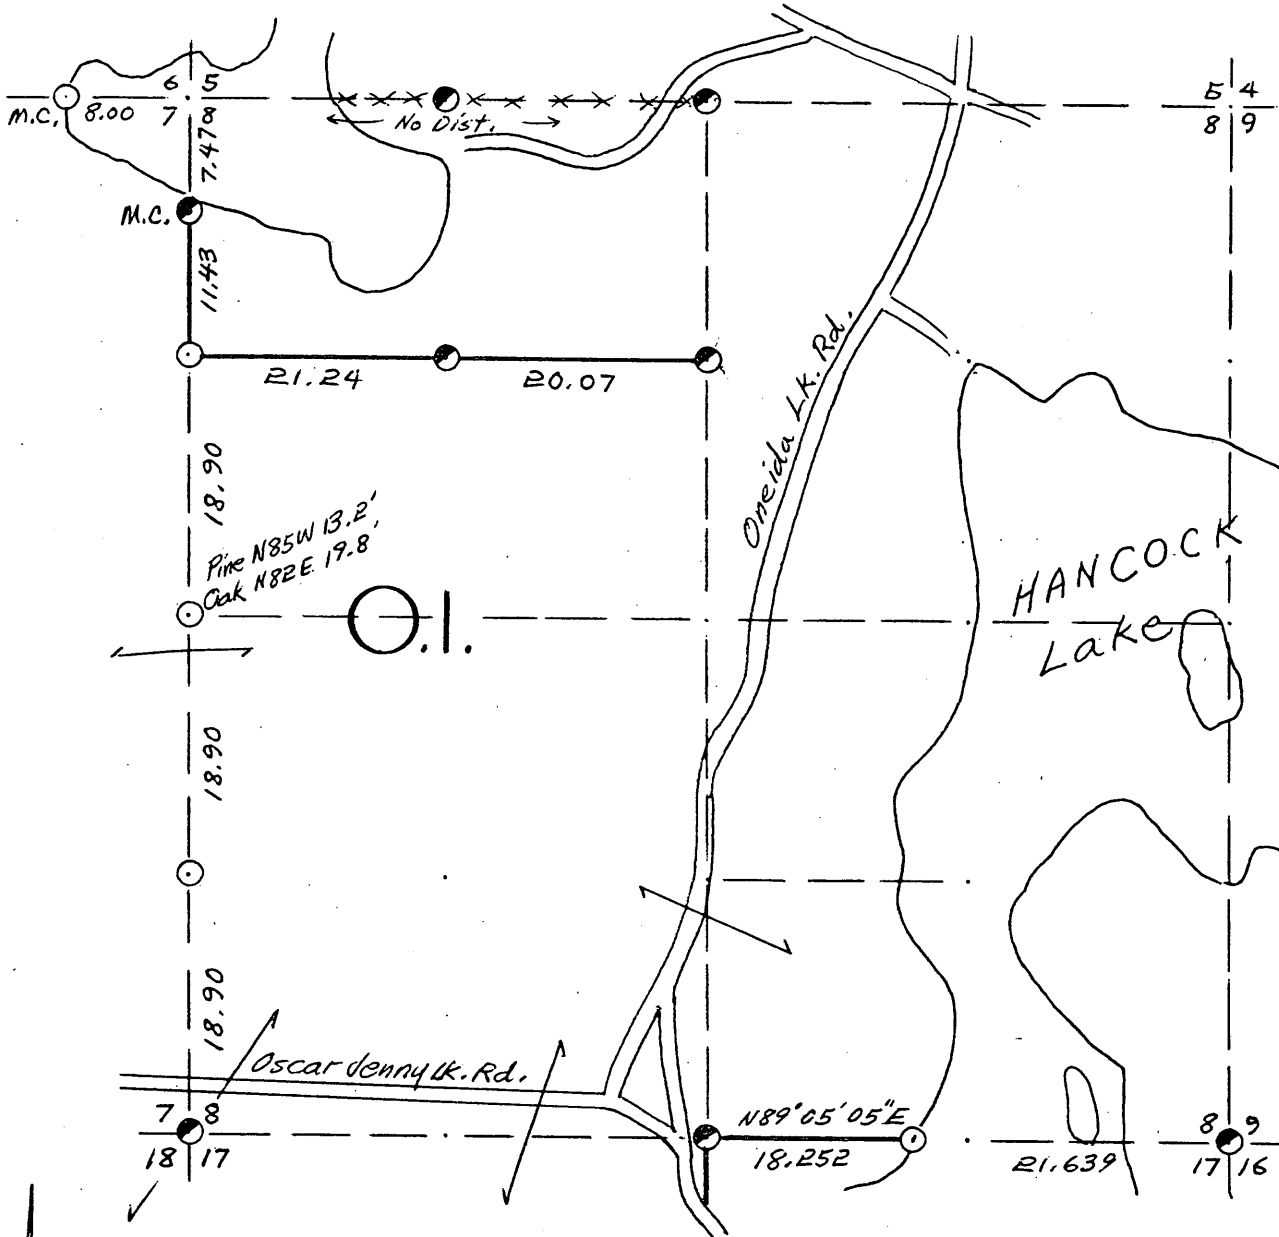 6 5
5 4
M.C. 8.00 7 8
8 9
No Dist.
7.47
M.C.
11.43
21.24
20.07
Oneida Lk. Rd.
18.90
Pine N85W 13.2'
Oak N82E 19.8'
HANCOCK
Lake
O.1.
18.90
18.90
Oscar Jenny Lk. Rd.
7 8
N89°05'05"E
8 9
18 17
18.252
21.639
17 16